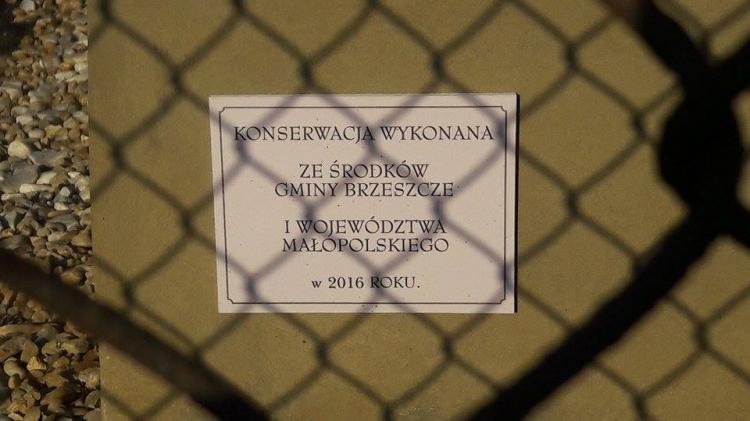 KONSERWACJA WYKONANA
ZE ŚRODKÓW
GMINY BRZESZCZE
I WOJEWÓDZTWA
MAŁOPOLSKIEGO
w 2016 ROKU.